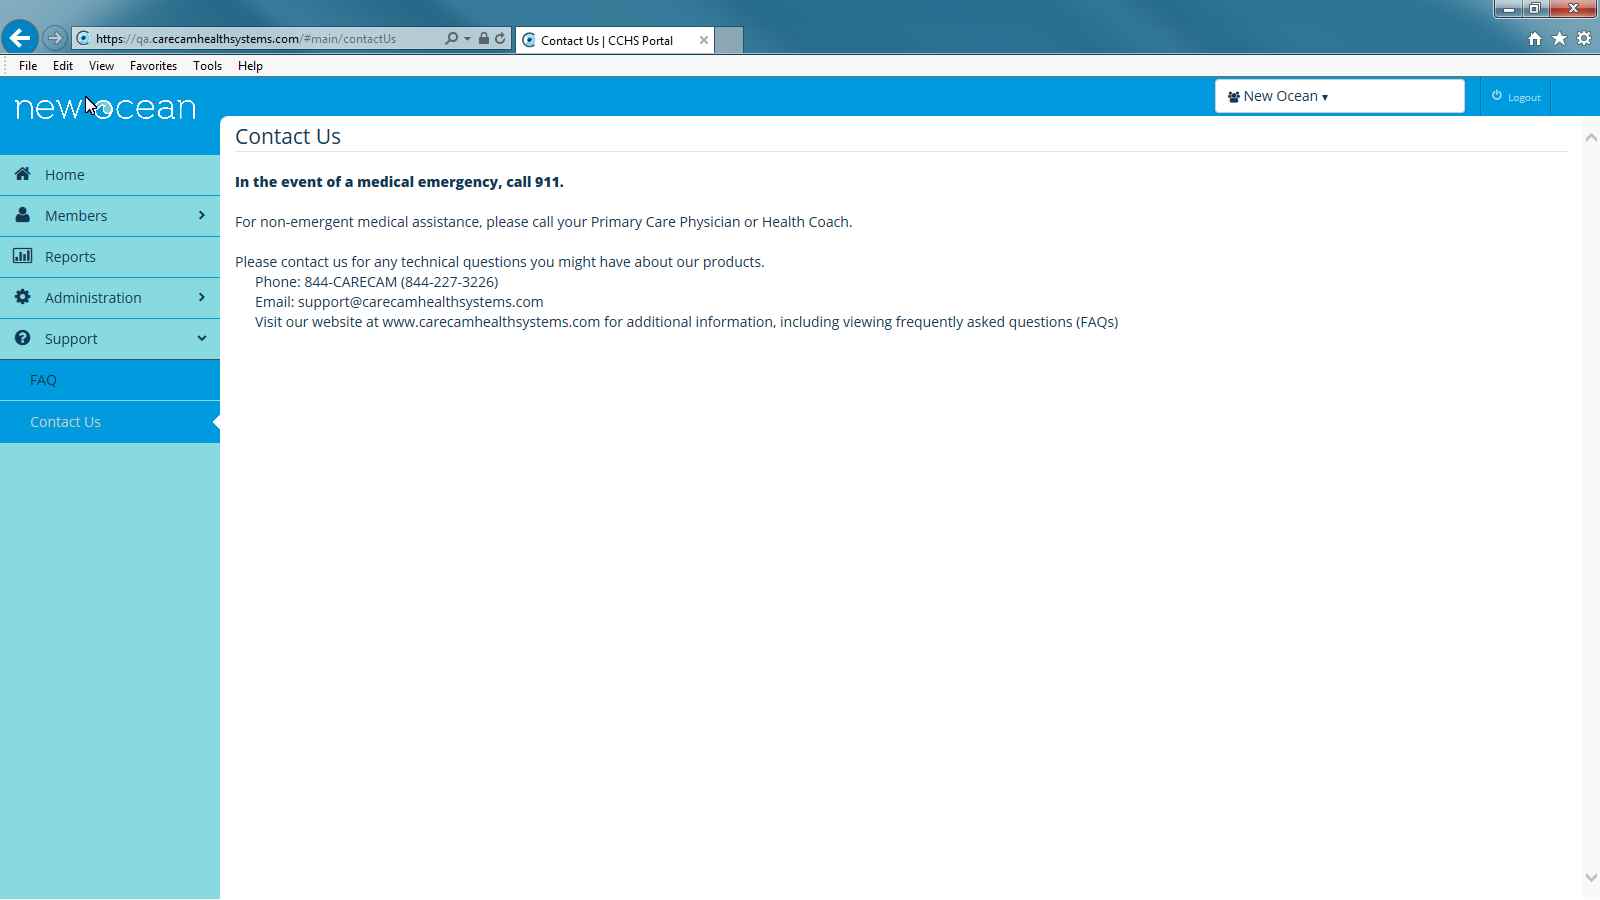 https://qa.carecamhealthsystems.com/#main/contactUs
Contact Us | CCHS Portal
File Edit View Favorites Tools Help
new ocean
New Ocean ▾
Logout
Contact Us
Home
In the event of a medical emergency, call 911.
Members
For non-emergent medical assistance, please call your Primary Care Physician or Health Coach.
Reports
Please contact us for any technical questions you might have about our products.
Phone: 844-CARECAM (844-227-3226)
Administration
Email: support@carecamhealthsystems.com
Visit our website at www.carecamhealthsystems.com for additional information, including viewing frequently asked questions (FAQs)
Support
FAQ
Contact Us